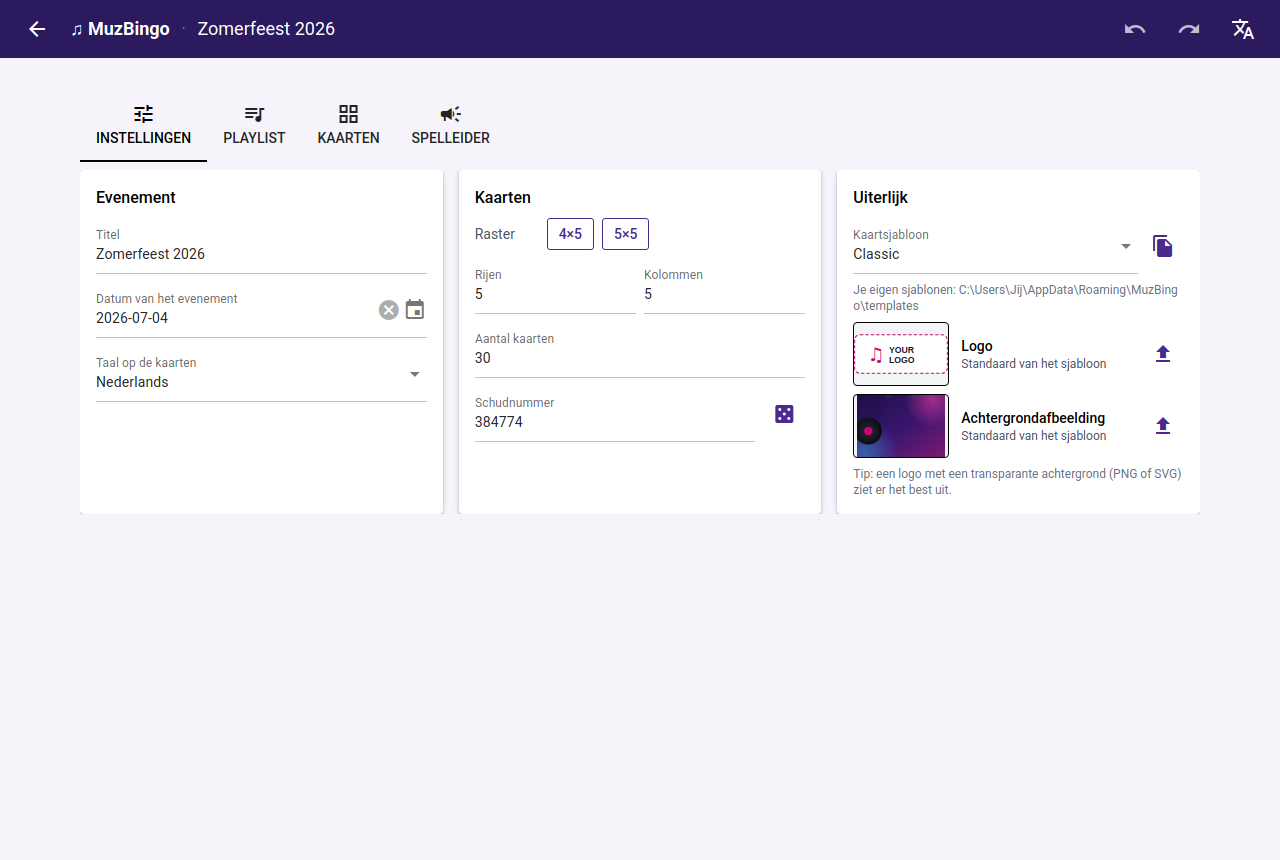 ♫ MuzBingo · Zomerfeest 2026
INSTELLINGEN
PLAYLIST
KAARTEN
SPELLEIDER
Evenement
Titel
Zomerfeest 2026
Datum van het evenement
2026-07-04
Taal op de kaarten
Nederlands
Kaarten
Raster
4×5
5×5
Rijen
5
Kolommen
5
Aantal kaarten
30
Schudnummer
384774
Uiterlijk
Kaartsjabloon
Classic
Je eigen sjablonen: C:\Users\Jij\AppData\Roaming\MuzBing
o\templates
YOUR
LOGO
Logo
Standaard van het sjabloon
Achtergrondafbeelding
Standaard van het sjabloon
Tip: een logo met een transparante achtergrond (PNG of SVG)
ziet er het best uit.